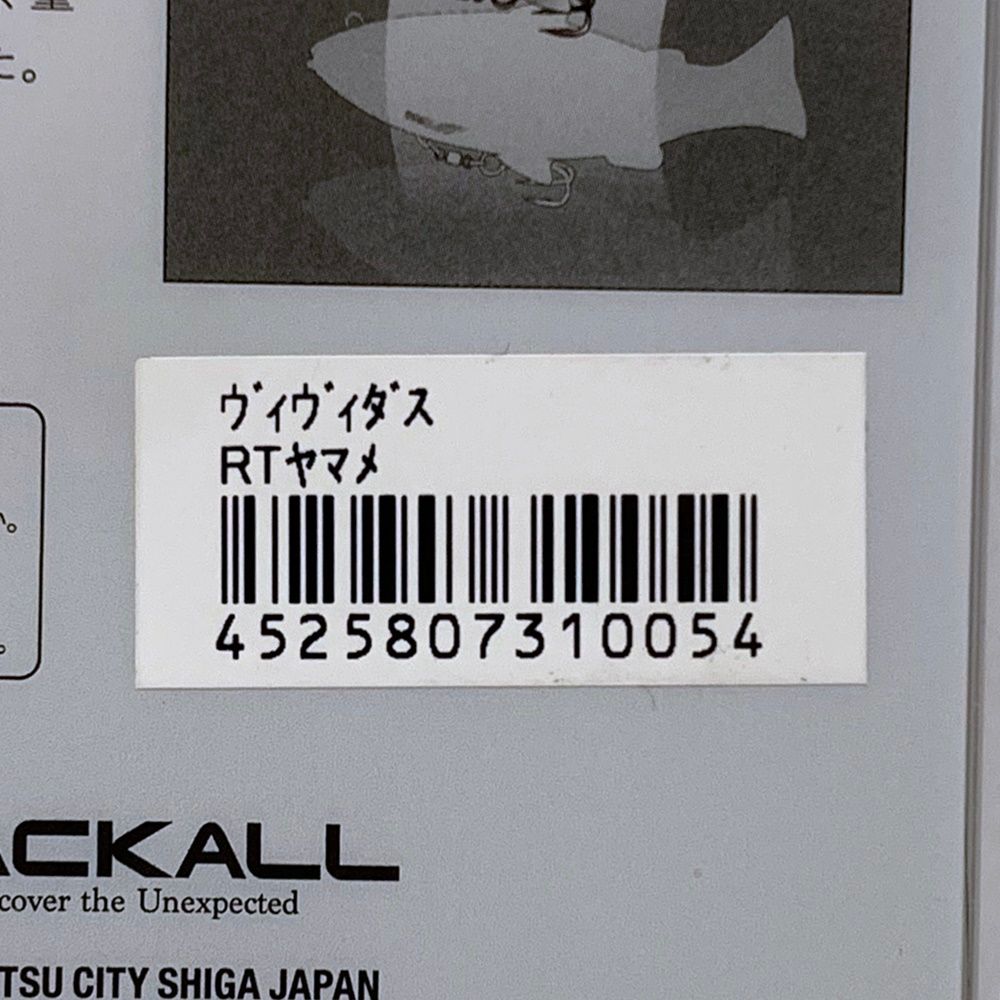 た。
ヴィヴィダス
RTヤマメ
4525807310054
ACKALL
cover the Unexpected
TSU CITY SHIGA JAPAN